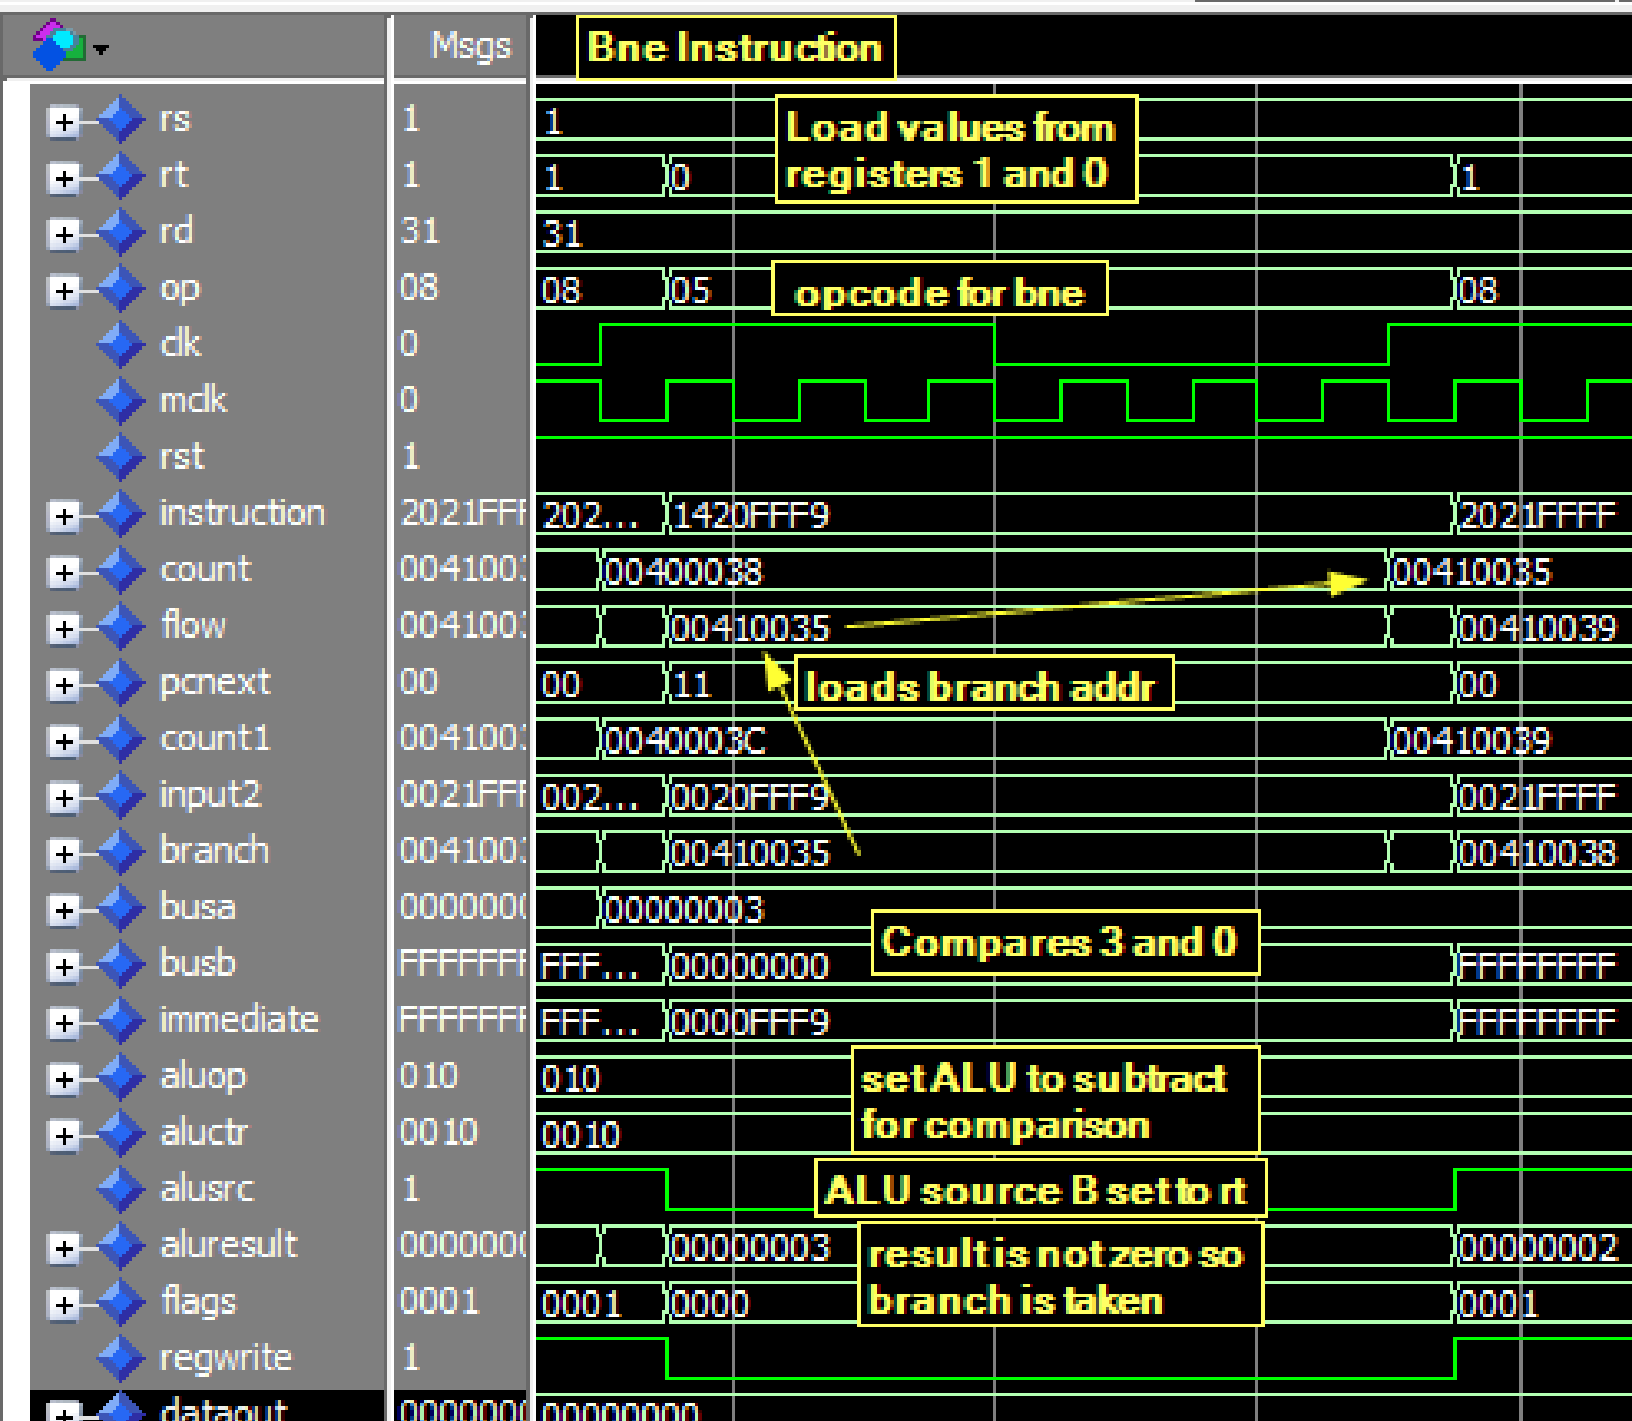 Msgs
Bne Instruction
rs 1 1
Load values from
registers 1 and 0
rt 1 1 0 1
rd 31 31
op 08 08 05 08
opcode for bne
clk 0
mclk 0
rst 1
instruction 2021FFF 202... 1420FFF9 2021FFFF
count 0041003 00400038 00410035
flow 0041003 00410035 00410039
pcnext 00 00 11 00
loads branch addr
count1 0041003 0040003C 00410039
input2 0021FFF 002... 0020FFF9 0021FFFF
branch 0041003 00410035 00410038
busa 0000000 00000003
Compares 3 and 0
busb FFFFFFF FFF... 00000000 FFFFFFFF
immediate FFFFFFF FFF... 0000FFF9 FFFFFFFF
aluop 010 010
set ALU to subtract
for comparison
aluctr 0010 0010
alusrc 1
ALU source B set to rt
aluresult 0000000 00000003 00000002
result is not zero so
branch is taken
flags 0001 0001 0000 0001
regwrite 1
dataout 0000000 00000000